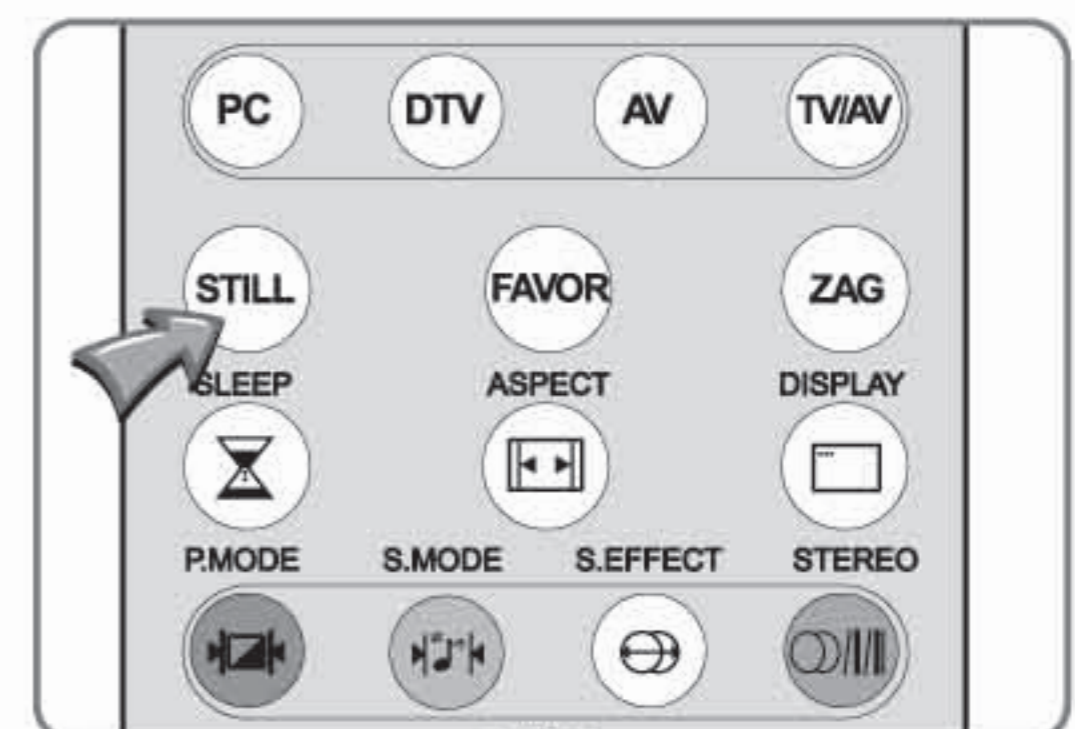 PC DTV AV TV/AV
STILL FAVOR ZAG
SLEEP ASPECT DISPLAY
P.MODE S.MODE S.EFFECT STEREO